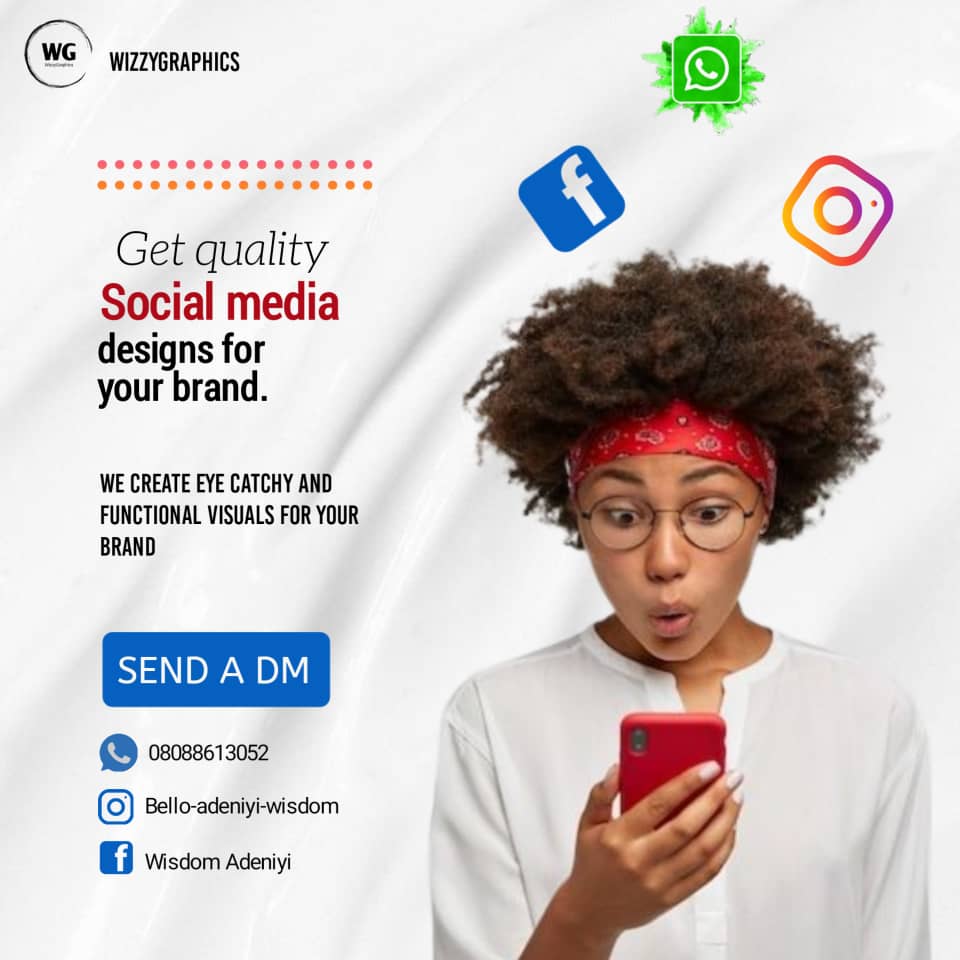 WG
WizzyGraphics
WIZZYGRAPHICS
Get quality
Social media
designs for
your brand.
WE CREATE EYE CATCHY AND
FUNCTIONAL VISUALS FOR YOUR
BRAND
SEND A DM
08088613052
Bello-adeniyi-wisdom
Wisdom Adeniyi